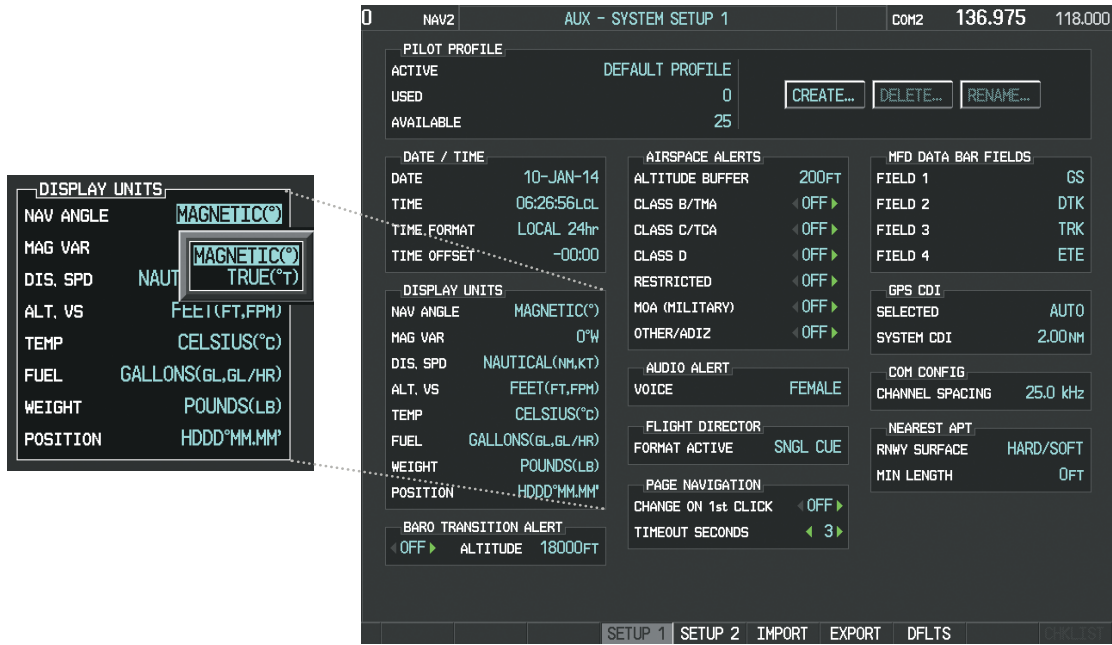 DISPLAY UNITS
NAV ANGLE MAGNETIC(°)
MAG VAR
MAGNETIC(°)
TRUE(°T)
DIS, SPD NAUT
ALT, VS FEET(FT,FPM)
TEMP CELSIUS(°C)
FUEL GALLONS(GL,GL/HR)
WEIGHT POUNDS(LB)
POSITION HDDD°MM.MM'
0 NAV2 AUX - SYSTEM SETUP 1 COM2 136.975 118.000
PILOT PROFILE
ACTIVE DEFAULT PROFILE
USED 0
AVAILABLE 25
CREATE… DELETE… RENAME…
DATE / TIME
DATE 10-JAN-14
TIME 06:26:56LCL
TIME FORMAT LOCAL 24hr
TIME OFFSET -00:00
DISPLAY UNITS
NAV ANGLE MAGNETIC(°)
MAG VAR 0°W
DIS, SPD NAUTICAL(NM,KT)
ALT, VS FEET(FT,FPM)
TEMP CELSIUS(°C)
FUEL GALLONS(GL,GL/HR)
WEIGHT POUNDS(LB)
POSITION HDDD°MM.MM'
BARO TRANSITION ALERT
OFF ALTITUDE 18000FT
AIRSPACE ALERTS
ALTITUDE BUFFER 200FT
CLASS B/TMA OFF
CLASS C/TCA OFF
CLASS D OFF
RESTRICTED OFF
MOA (MILITARY) OFF
OTHER/ADIZ OFF
AUDIO ALERT
VOICE FEMALE
FLIGHT DIRECTOR
FORMAT ACTIVE SNGL CUE
PAGE NAVIGATION
CHANGE ON 1st CLICK OFF
TIMEOUT SECONDS 3
MFD DATA BAR FIELDS
FIELD 1 GS
FIELD 2 DTK
FIELD 3 TRK
FIELD 4 ETE
GPS CDI
SELECTED AUTO
SYSTEM CDI 2.00NM
COM CONFIG
CHANNEL SPACING 25.0 kHz
NEAREST APT
RNWY SURFACE HARD/SOFT
MIN LENGTH 0FT
SETUP 1 SETUP 2 IMPORT EXPORT DFLTS CHKLIST